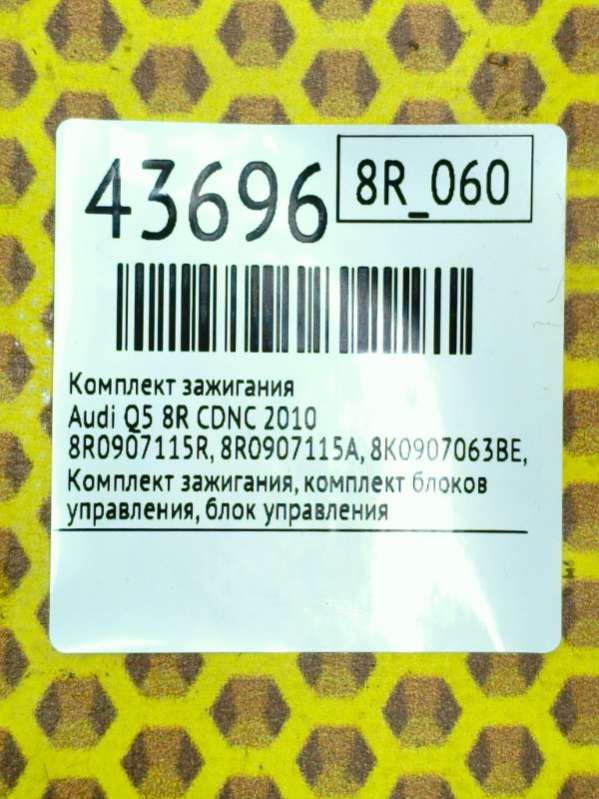 43696
8R_060
Комплект зажигания
Audi Q5 8R CDNC 2010
8R0907115R, 8R0907115A, 8K0907063BE,
Комплект зажигания, комплект блоков
управления, блок управления